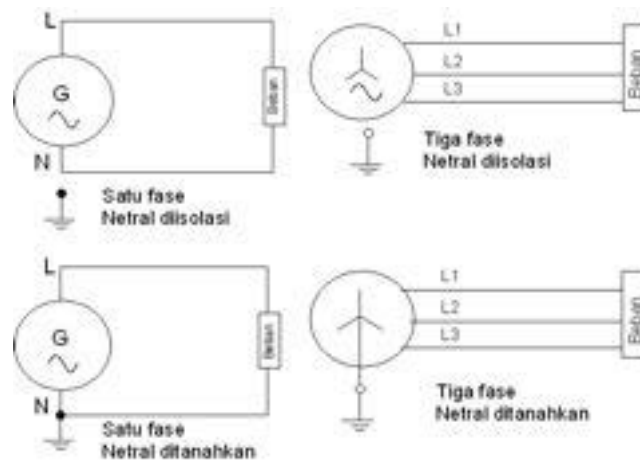 L
G
N
Beban
Satu fase
Netral diisolasi
L1
L2
L3
Beban
Tiga fase
Netral diisolasi
L
G
N
Beban
Satu fase
Netral ditanahkan
L1
L2
L3
Beban
Tiga fase
Netral ditanahkan